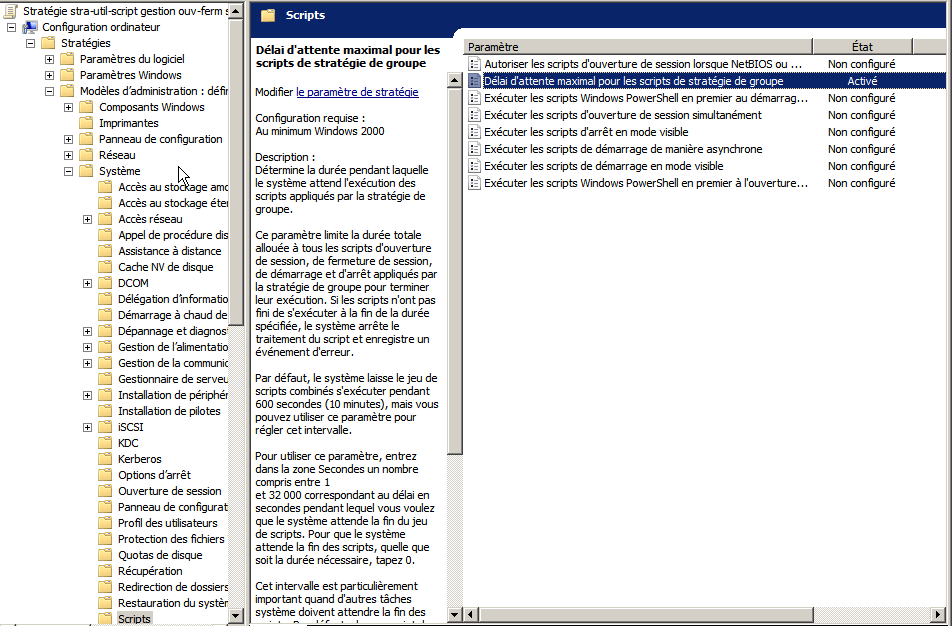 Stratégie stra-util-script gestion ouv-ferm s
Configuration ordinateur
Stratégies
Paramètres du logiciel
Paramètres Windows
Modèles d'administration : défin
Composants Windows
Imprimantes
Panneau de configuration
Réseau
Système
Accès au stockage amo
Accès au stockage éten
Accès réseau
Appel de procédure dis
Assistance à distance
Cache NV de disque
DCOM
Délégation d'informatio
Démarrage à chaud de
Dépannage et diagnost
Gestion de l'alimentatio
Gestion de la communic
Gestionnaire de serveu
Installation de périphér
Installation de pilotes
iSCSI
KDC
Kerberos
Options d'arrêt
Ouverture de session
Panneau de configurat
Profil des utilisateurs
Protection des fichiers
Quotas de disque
Récupération
Redirection de dossiers
Restauration du systèm
Scripts
Scripts
Délai d'attente maximal pour les
scripts de stratégie de groupe
Modifier le paramètre de stratégie
Configuration requise :
Au minimum Windows 2000
Description :
Détermine la durée pendant laquelle
le système attend l'exécution des
scripts appliqués par la stratégie de
groupe.
Ce paramètre limite la durée totale
allouée à tous les scripts d'ouverture
de session, de fermeture de session,
de démarrage et d'arrêt appliqués par
la stratégie de groupe pour terminer
leur exécution. Si les scripts n'ont pas
fini de s'exécuter à la fin de la durée
spécifiée, le système arrête le
traitement du script et enregistre un
événement d'erreur.
Par défaut, le système laisse le jeu de
scripts combinés s'exécuter pendant
600 secondes (10 minutes), mais vous
pouvez utiliser ce paramètre pour
régler cet intervalle.
Pour utiliser ce paramètre, entrez
dans la zone Secondes un nombre
compris entre 1
et 32 000 correspondant au délai en
secondes pendant lequel vous voulez
que le système attende la fin du jeu
de scripts. Pour que le système
attende la fin des scripts, quelle que
soit la durée nécessaire, tapez 0.
Cet intervalle est particulièrement
important quand d'autres tâches
système doivent attendre la fin des
Paramètre État
Autoriser les scripts d'ouverture de session lorsque NetBIOS ou ... Non configuré
Délai d'attente maximal pour les scripts de stratégie de groupe Activé
Exécuter les scripts Windows PowerShell en premier au démarrag... Non configuré
Exécuter les scripts d'ouverture de session simultanément Non configuré
Exécuter les scripts d'arrêt en mode visible Non configuré
Exécuter les scripts de démarrage de manière asynchrone Non configuré
Exécuter les scripts de démarrage en mode visible Non configuré
Exécuter les scripts Windows PowerShell en premier à l'ouverture... Non configuré